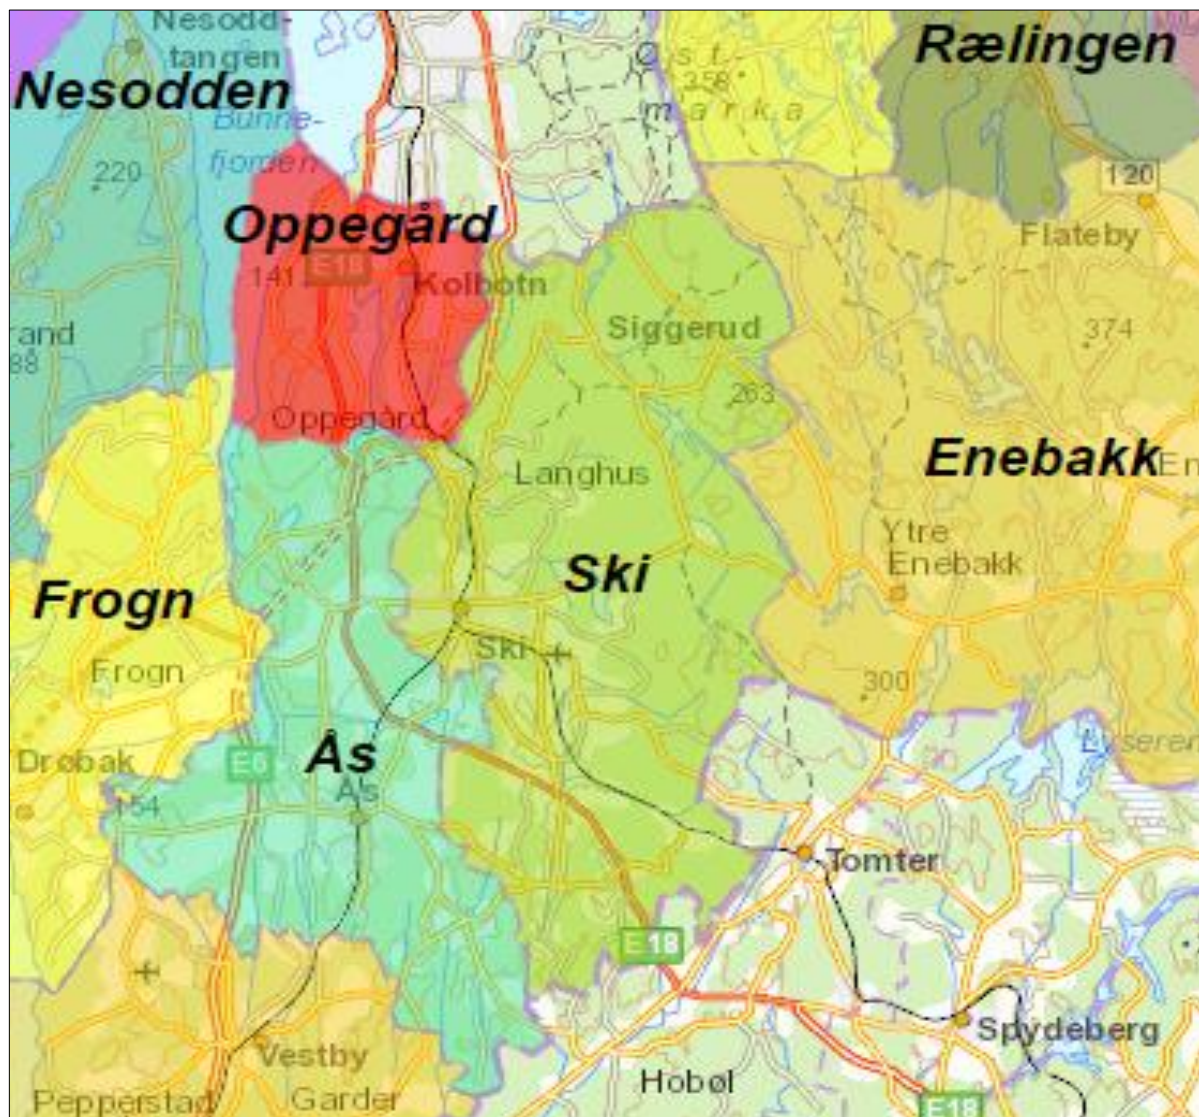 Nesodd-
tangen
Nesodden
Rælingen
Øst-
358
marka
Bunne-
fjorden
220
120
Oppegård
Flateby
141
E18
Kolbotn
Siggerud
rand
88
374
263
Oppegård
Langhus
Enebakk
En
Ytre
Enebakk
Ski
Frogn
Ski
Frogn
300
Drøbak
E6
Ås
Ås
154
Lyseren
Tomter
E18
Vestby
Spydeberg
Hobøl
Pepperstad
Garder
E18